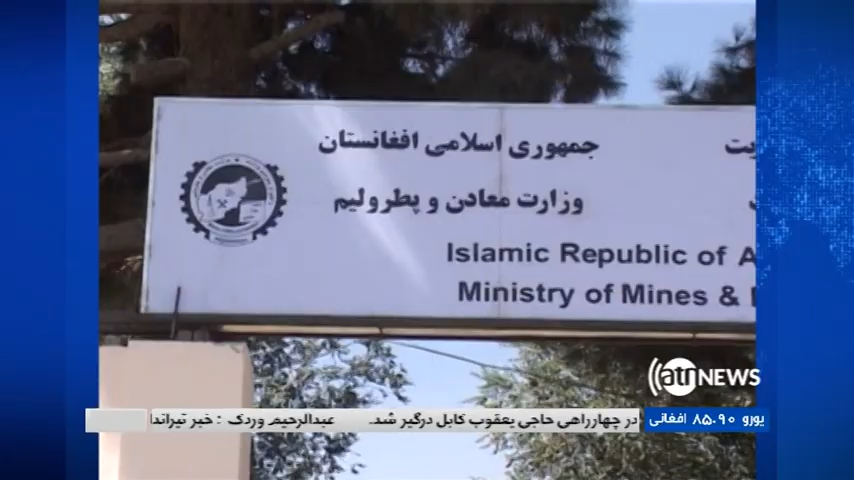 جمهوری اسلامی افغانستان
یت
وزارت معادن و پطرولیم
Islamic Republic of A
Ministry of Mines &
atn NEWS
در چهارراهی حاجی یعقوب کابل درگیر شد. عبدالرحیم وردک : خبر تیراندا
یورو ۸۵.۹۰ افغانی